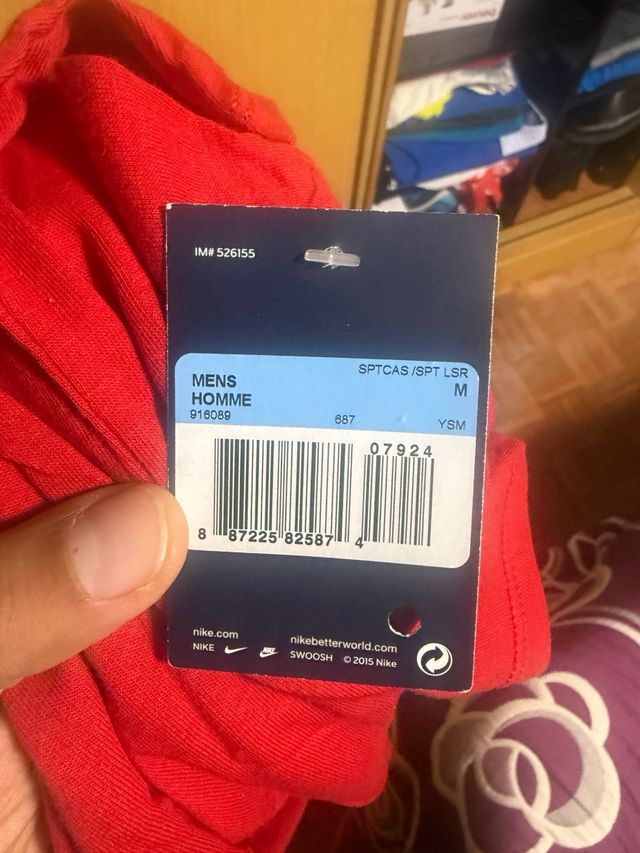 IM# 526155
SPTCAS /SPT LSR
MENS
M
HOMME
916089 687 YSM
07924
8 87225 82587 4
nike.com
nikebetterworld.com
NIKE SWOOSH © 2015 Nike